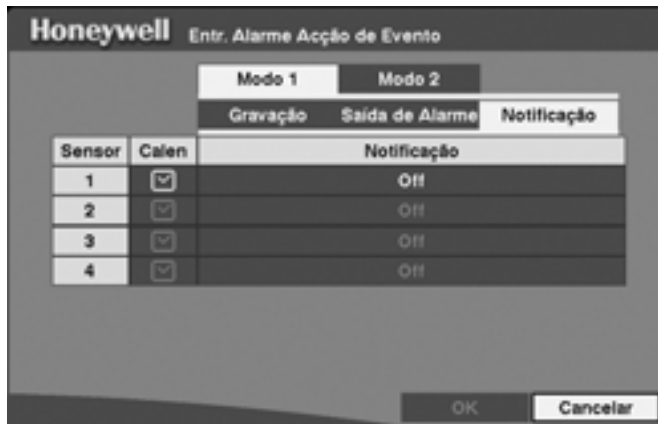 Honeywell Entr. Alarme Acção de Evento
Modo 1 Modo 2
Gravação Saída de Alarme Notificação
Sensor Calen Notificação
1 Off
2 Off
3 Off
4 Off
OK Cancelar